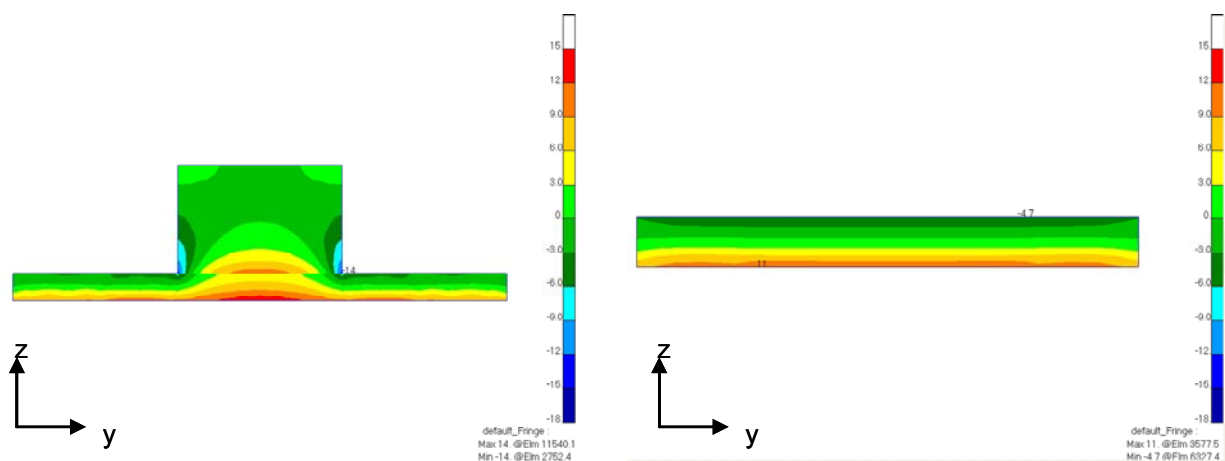 15.
12.
9.0
6.0
3.0
0.
-3.0
-6.0
-9.0
-12.
-15.
-18.
-14
z
y
default_Fringe :
Max 14. @Elm 11540.1
Min -14. @Elm 2752.4
15.
12.
9.0
6.0
3.0
0.
-3.0
-6.0
-9.0
-12.
-15.
-18.
-4.7
11
z
y
default_Fringe :
Max 11. @Elm 3577.5
Min -4.7 @Elm 6327.4